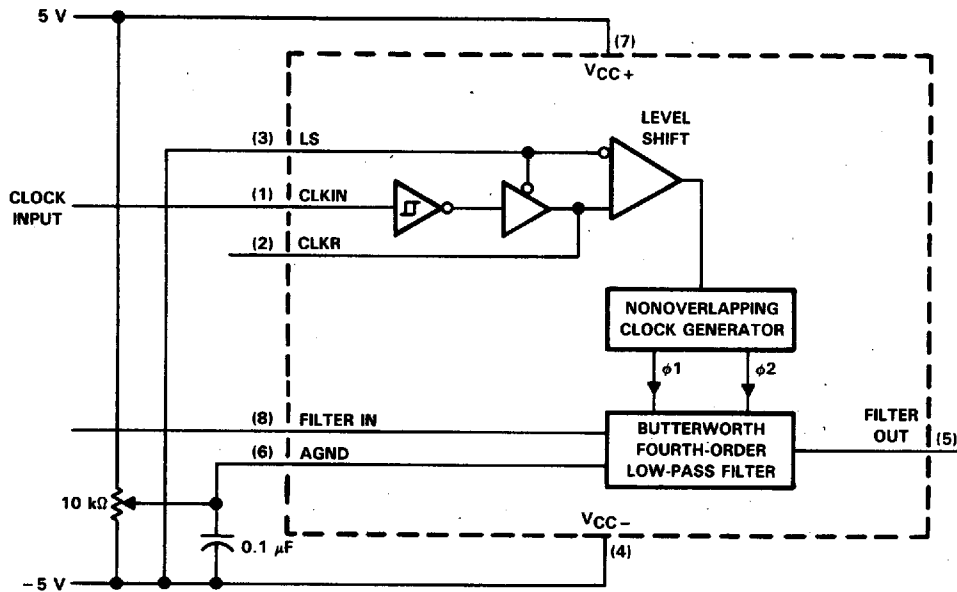 5 V
(7)
VCC+
LEVEL
SHIFT
(3) LS
CLOCK
INPUT
(1) CLKIN
(2) CLKR
NONOVERLAPPING
CLOCK GENERATOR
ϕ1
ϕ2
(8) FILTER IN
BUTTERWORTH
FOURTH-ORDER
LOW-PASS FILTER
FILTER
OUT
(5)
(6) AGND
10 kΩ
0.1 μF
VCC−
(4)
−5 V